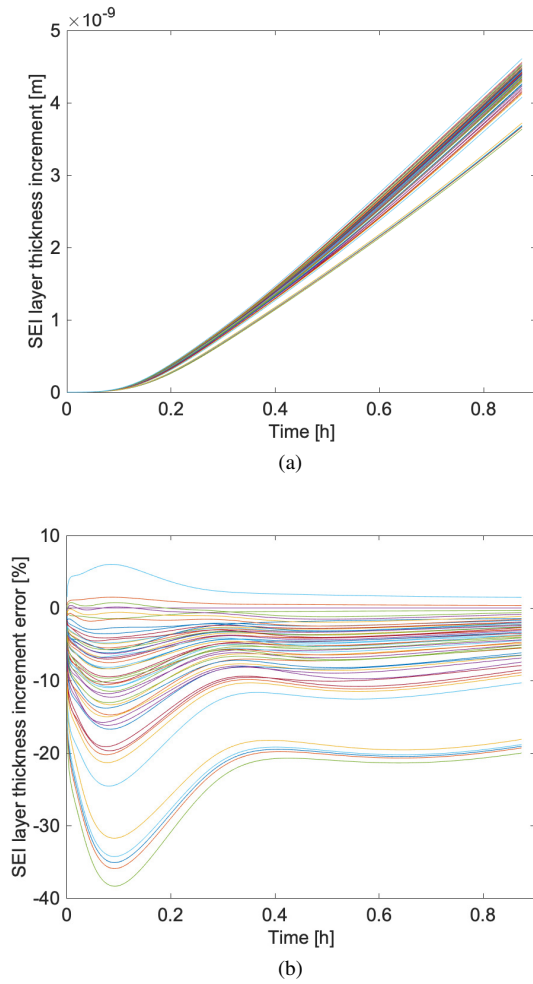 ×10⁻⁹
5
4
3
2
1
0
SEI layer thickness increment [m]
0 0.2 0.4 0.6 0.8
Time [h]
(a)
10
0
-10
-20
-30
-40
SEI layer thickness increment error [%]
0 0.2 0.4 0.6 0.8
Time [h]
(b)